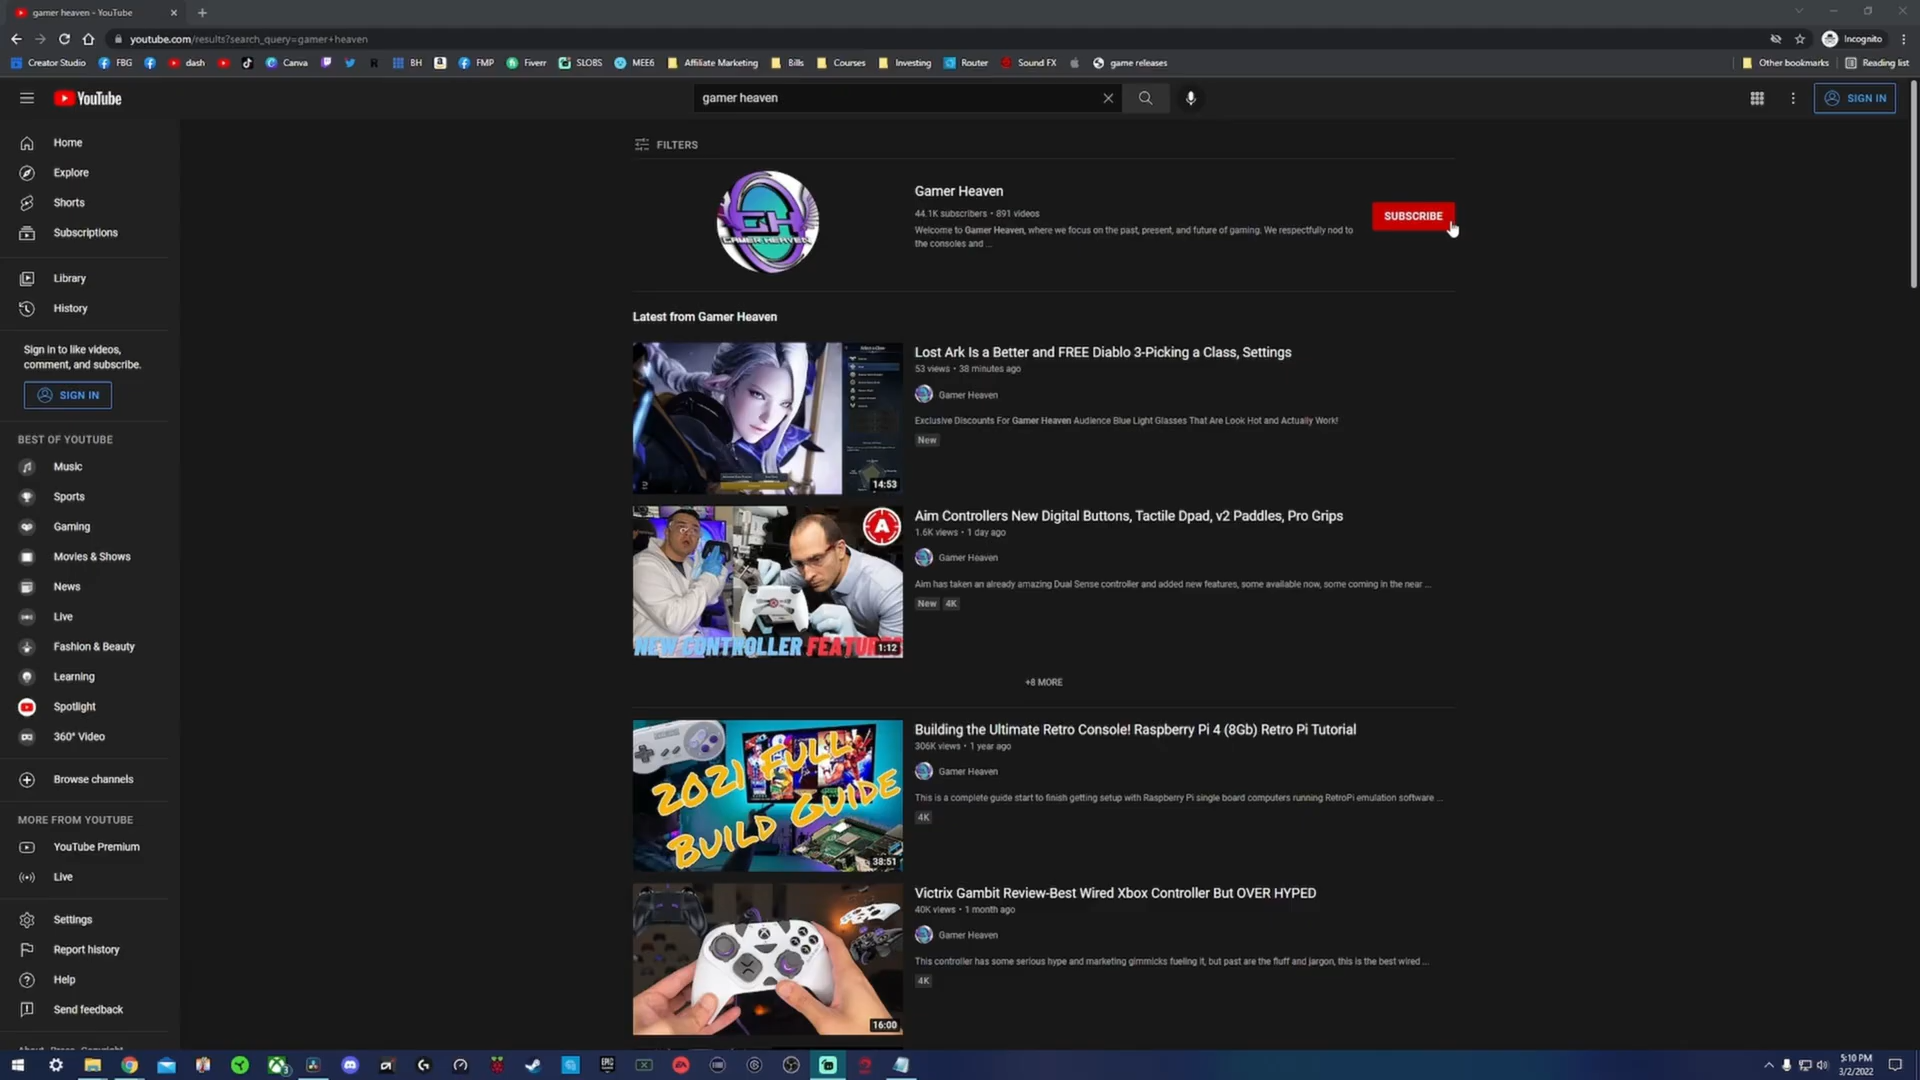 gamer heaven - YouTube
youtube.com/results?search_query=gamer+heaven
Incognito
Creator Studio
FBG
dash
Canva
BH
FMP
Fiverr
SLOBS
MEE6
Affiliate Marketing
Bills
Courses
Investing
Router
Sound FX
game releases
Other bookmarks
Reading list
YouTube
gamer heaven
SIGN IN
Home
Explore
Shorts
Subscriptions
Library
History
Sign in to like videos,
comment, and subscribe.
SIGN IN
BEST OF YOUTUBE
Music
Sports
Gaming
Movies & Shows
News
Live
Fashion & Beauty
Learning
Spotlight
360° Video
Browse channels
MORE FROM YOUTUBE
YouTube Premium
Live
Settings
Report history
Help
Send feedback
FILTERS
GH
GAMER HEAVEN
Gamer Heaven
44.1K subscribers • 891 videos
Welcome to Gamer Heaven, where we focus on the past, present, and future of gaming. We respectfully nod to
the consoles and ...
SUBSCRIBE
Latest from Gamer Heaven
14:53
Lost Ark Is a Better and FREE Diablo 3-Picking a Class, Settings
53 views • 38 minutes ago
Gamer Heaven
Exclusive Discounts For Gamer Heaven Audience Blue Light Glasses That Are Look Hot and Actually Work!
New
A
NEW CONTROLLER FEATURES
1:12
Aim Controllers New Digital Buttons, Tactile Dpad, v2 Paddles, Pro Grips
1.6K views • 1 day ago
Gamer Heaven
Aim has taken an already amazing Dual Sense controller and added new features, some available now, some coming in the near ...
New 4K
+8 MORE
2021 FULL
BUILD GUIDE
38:51
Building the Ultimate Retro Console! Raspberry Pi 4 (8Gb) Retro Pi Tutorial
306K views • 1 year ago
Gamer Heaven
This is a complete guide start to finish getting setup with Raspberry Pi single board computers running RetroPi emulation software ...
4K
16:00
Victrix Gambit Review-Best Wired Xbox Controller But OVER HYPED
40K views • 1 month ago
Gamer Heaven
This controller has some serious hype and marketing gimmicks fueling it, but past are the fluff and jargon, this is the best wired ...
4K
5:10 PM
3/2/2022